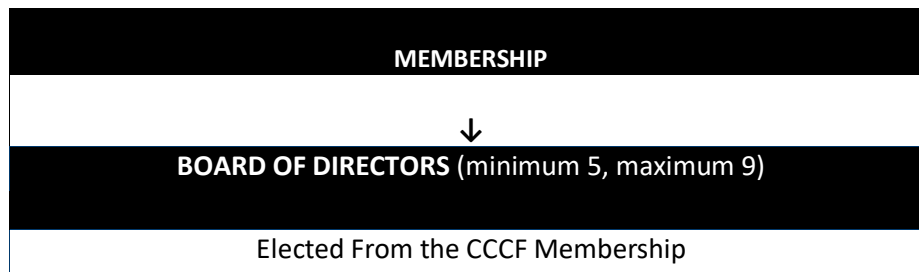 MEMBERSHIP
↓
BOARD OF DIRECTORS (minimum 5, maximum 9)
Elected From the CCCF Membership